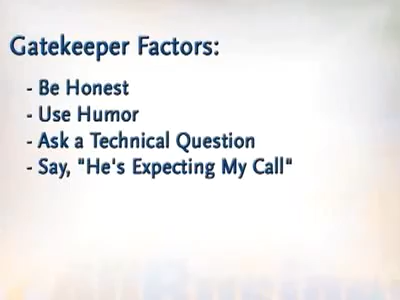 Gatekeeper Factors:
- Be Honest
- Use Humor
- Ask a Technical Question
- Say, "He's Expecting My Call"